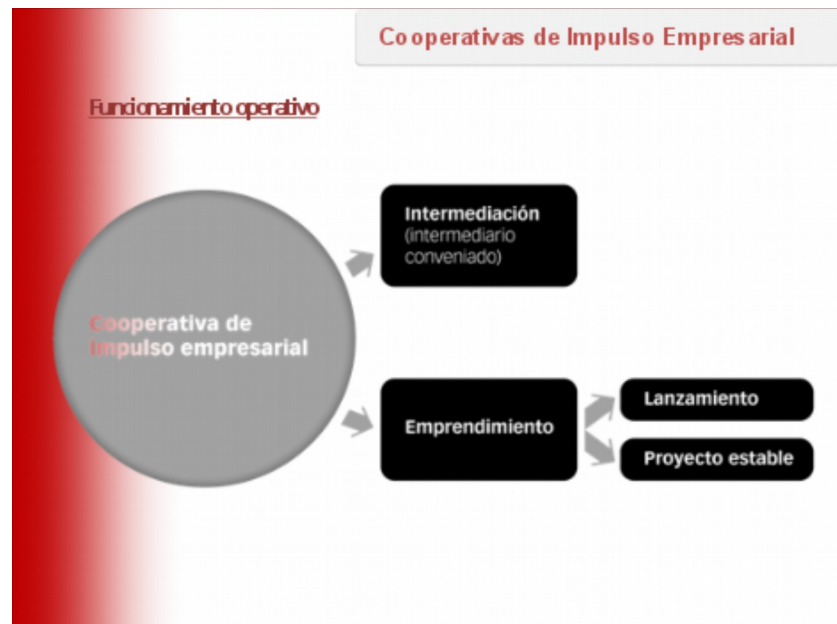 Cooperativas de Impulso Empresarial
Funcionamiento operativo
Intermediación
(intermediario
conveniado)
Cooperativa de
impulso empresarial
Emprendimiento
Lanzamiento
Proyecto estable